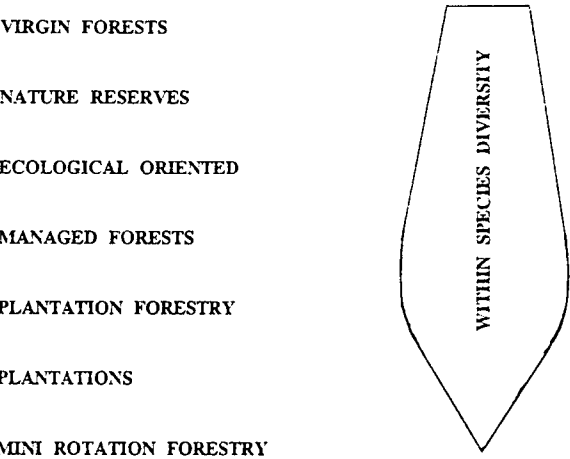 VIRGIN FORESTS
NATURE RESERVES
ECOLOGICAL ORIENTED
MANAGED FORESTS
PLANTATION FORESTRY
PLANTATIONS
MINI ROTATION FORESTRY
WITHIN SPECIES DIVERSITY